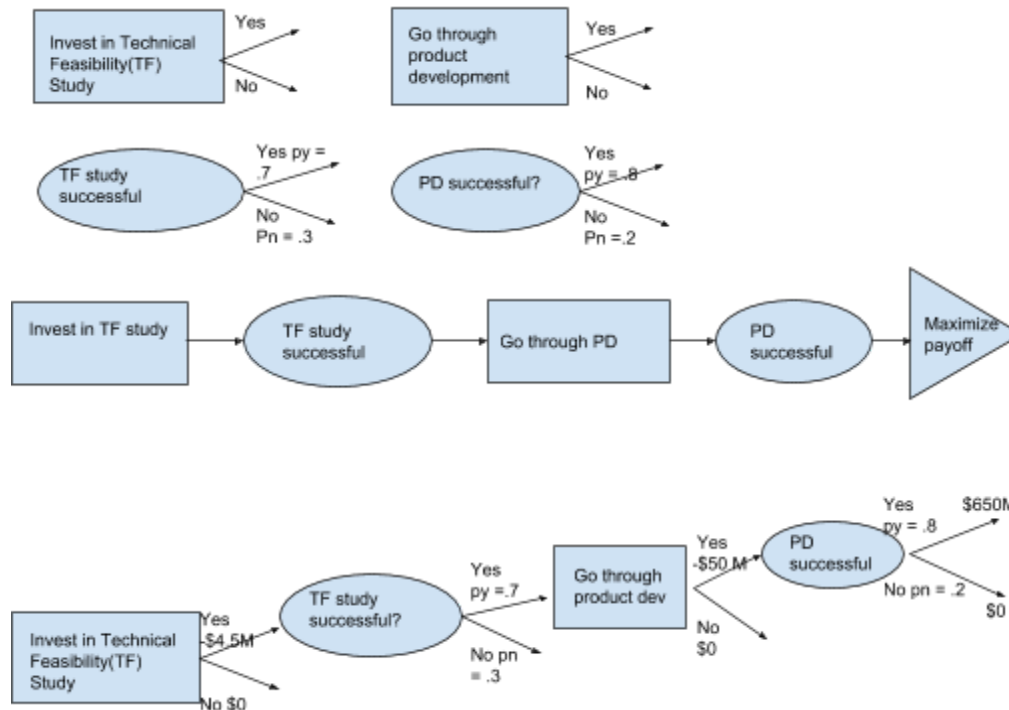 Invest in Technical
Feasibility(TF)
Study
Yes
No
Go through
product
development
Yes
No
TF study
successful
Yes py =
.7
No
Pn = .3
PD successful?
Yes
py = .8
No
Pn =.2
Invest in TF study
TF study
successful
Go through PD
PD
successful
Maximize
payoff
Invest in Technical
Feasibility(TF)
Study
Yes
-$4.5M
No $0
TF study
successful?
Yes
py =.7
No pn
= .3
Go through
product dev
Yes
-$50 M
No
$0
PD
successful
Yes
py = .8
$650M
No pn = .2
$0